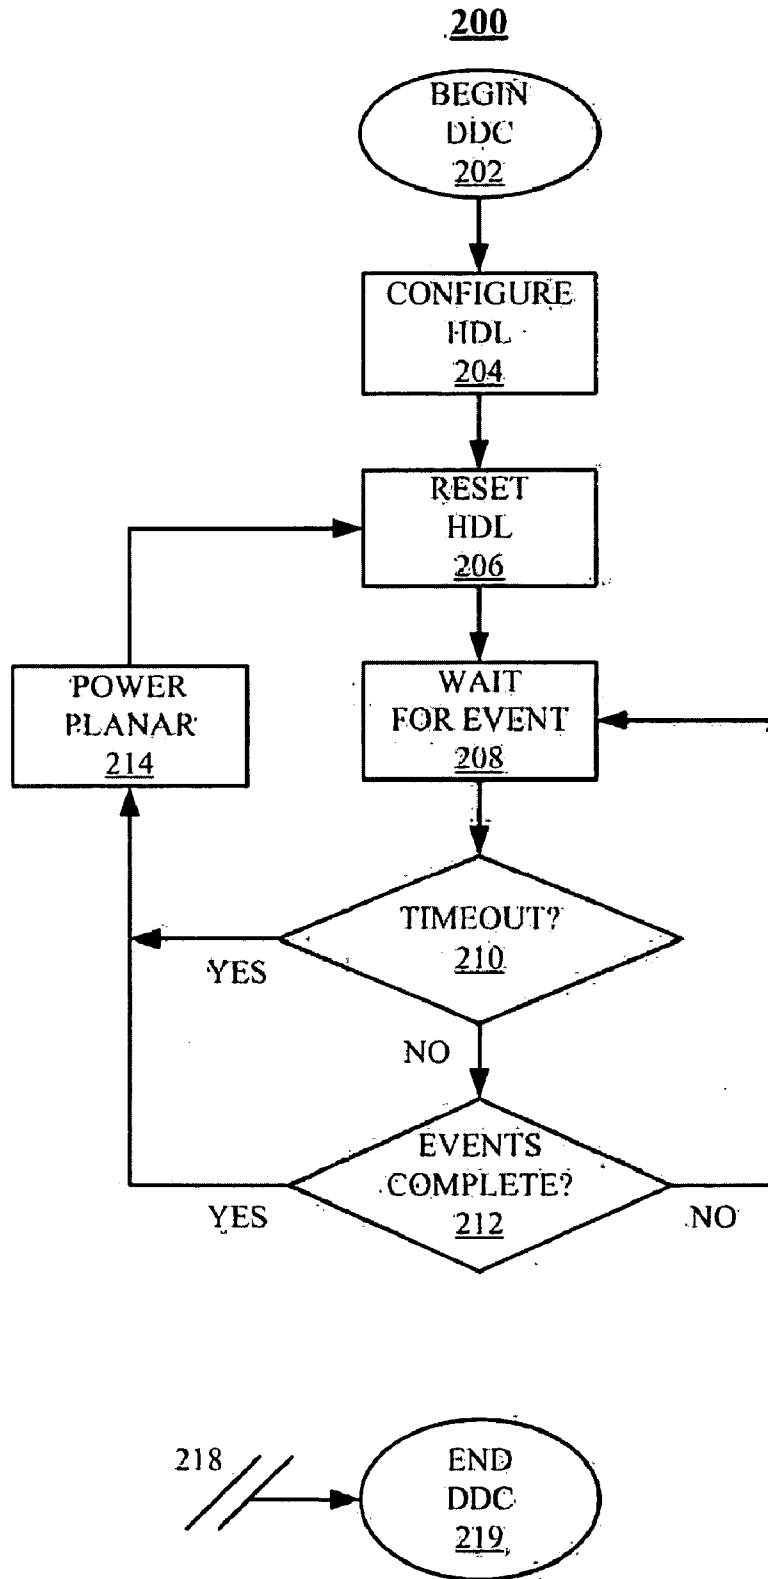 200
BEGIN
DDC
202
CONFIGURE
HDL
204
RESET
HDL
206
POWER
PLANAR
214
WAIT
FOR EVENT
208
TIMEOUT?
210
YES
NO
EVENTS
COMPLETE?
212
YES
NO
218
END
DDC
219